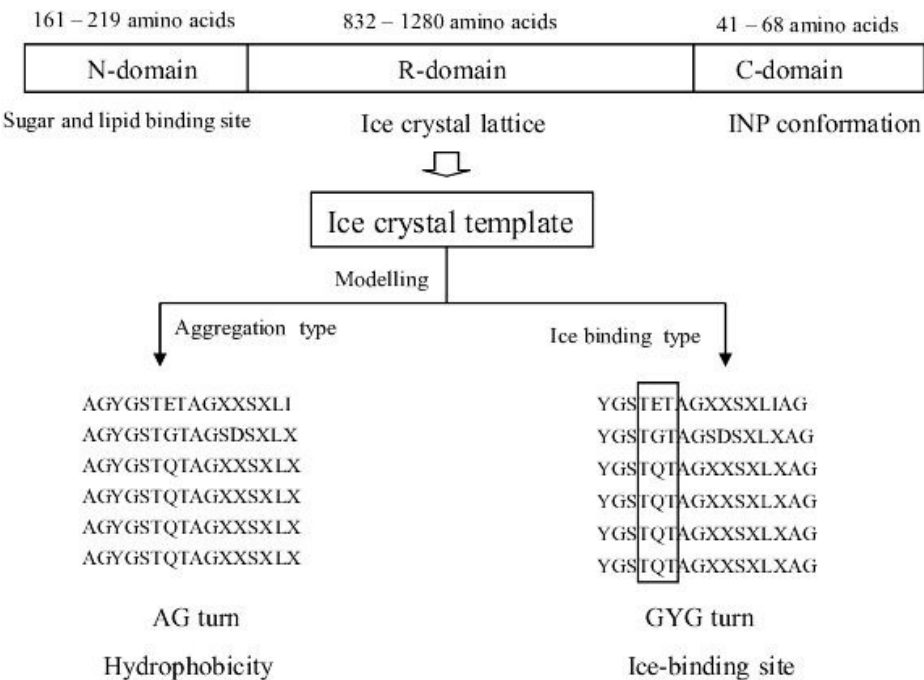 161 – 219 amino acids 832 – 1280 amino acids 41 – 68 amino acids
N-domain R-domain C-domain
Sugar and lipid binding site Ice crystal lattice INP conformation
Ice crystal template
Modelling
Aggregation type Ice binding type
AGYGSTETAGXXSXLI YGSTETAGXXSXLIAG
AGYGSTGTAGSDSXLX YGSTGTAGSDSXLXAG
AGYGSTQTAGXXSXLX YGSTQTAGXXSXLXAG
AGYGSTQTAGXXSXLX YGSTQTAGXXSXLXAG
AGYGSTQTAGXXSXLX YGSTQTAGXXSXLXAG
AGYGSTQTAGXXSXLX YGSTQTAGXXSXLXAG
AG turn GYG turn
Hydrophobicity Ice-binding site